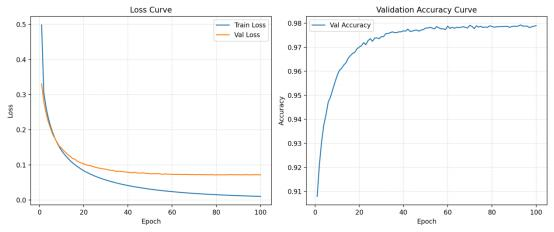 Loss Curve
Train Loss
Val Loss
Loss
0.5
0.4
0.3
0.2
0.1
0.0
0
20
40
60
80
100
Epoch
Validation Accuracy Curve
Val Accuracy
Accuracy
0.98
0.97
0.96
0.95
0.94
0.93
0.92
0.91
0
20
40
60
80
100
Epoch